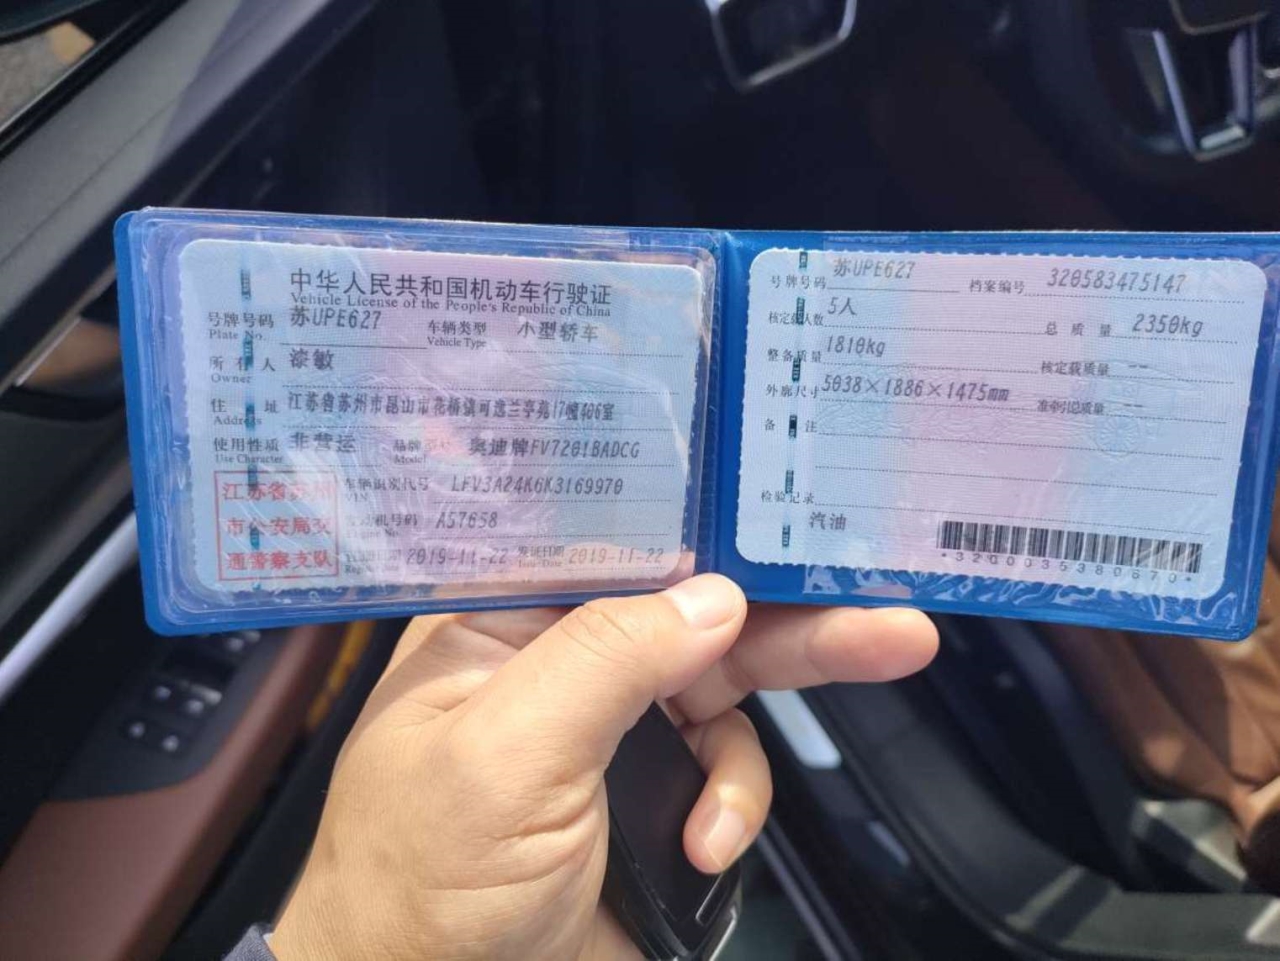 中华人民共和国机动车行驶证
Vehicle License of the People's Republic of China
号牌号码 苏UPE627 车辆类型 小型轿车
Plate No. Vehicle Type
所有人 漆敏
Owner
住址 江苏省苏州市昆山市花桥镇可逸兰亭苑17幢406室
Address
使用性质 非营运 品牌型号 奥迪牌FV7201BADCG
Use Character Model
江苏省苏州
市公安局交
通警察支队
车辆识别代号 LFV3A24K6K3169970
VIN
发动机号码 A57658
注册日期 2019-11-22 发证日期 2019-11-22
Issue Date
号牌号码 苏UPE627 档案编号 320583475147
核定载人数 5人 总质量 2350kg
整备质量 1810kg 核定载质量 --
外廓尺寸 5038×1886×1475mm 准牵引总质量 --
备注
检验记录
汽油
*3200035380670*